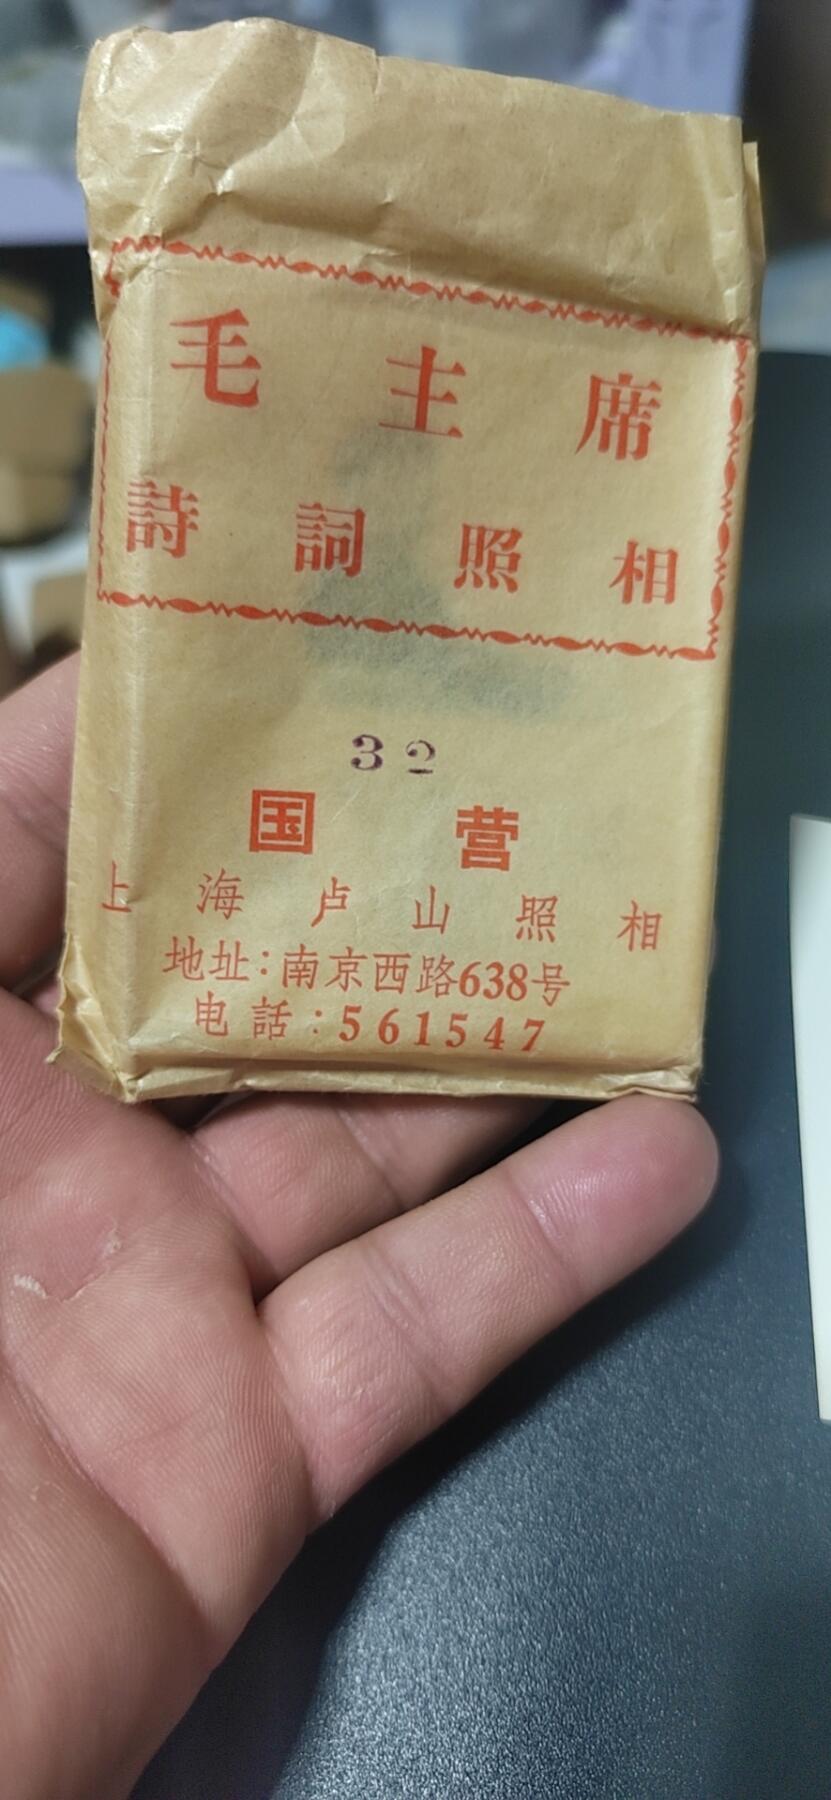 毛主席
詩詞照相
32
国营
上海卢山照相
地址：南京西路638号
电話：561547